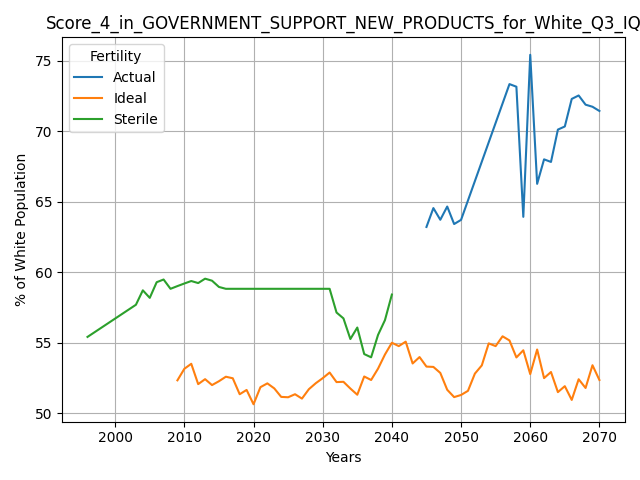 Score_4_in_GOVERNMENT_SUPPORT_NEW_PRODUCTS_for_White_Q3_IQ
Fertility
Actual
Ideal
Sterile
% of White Population
75
70
65
60
55
50
2000
2010
2020
2030
2040
2050
2060
2070
Years